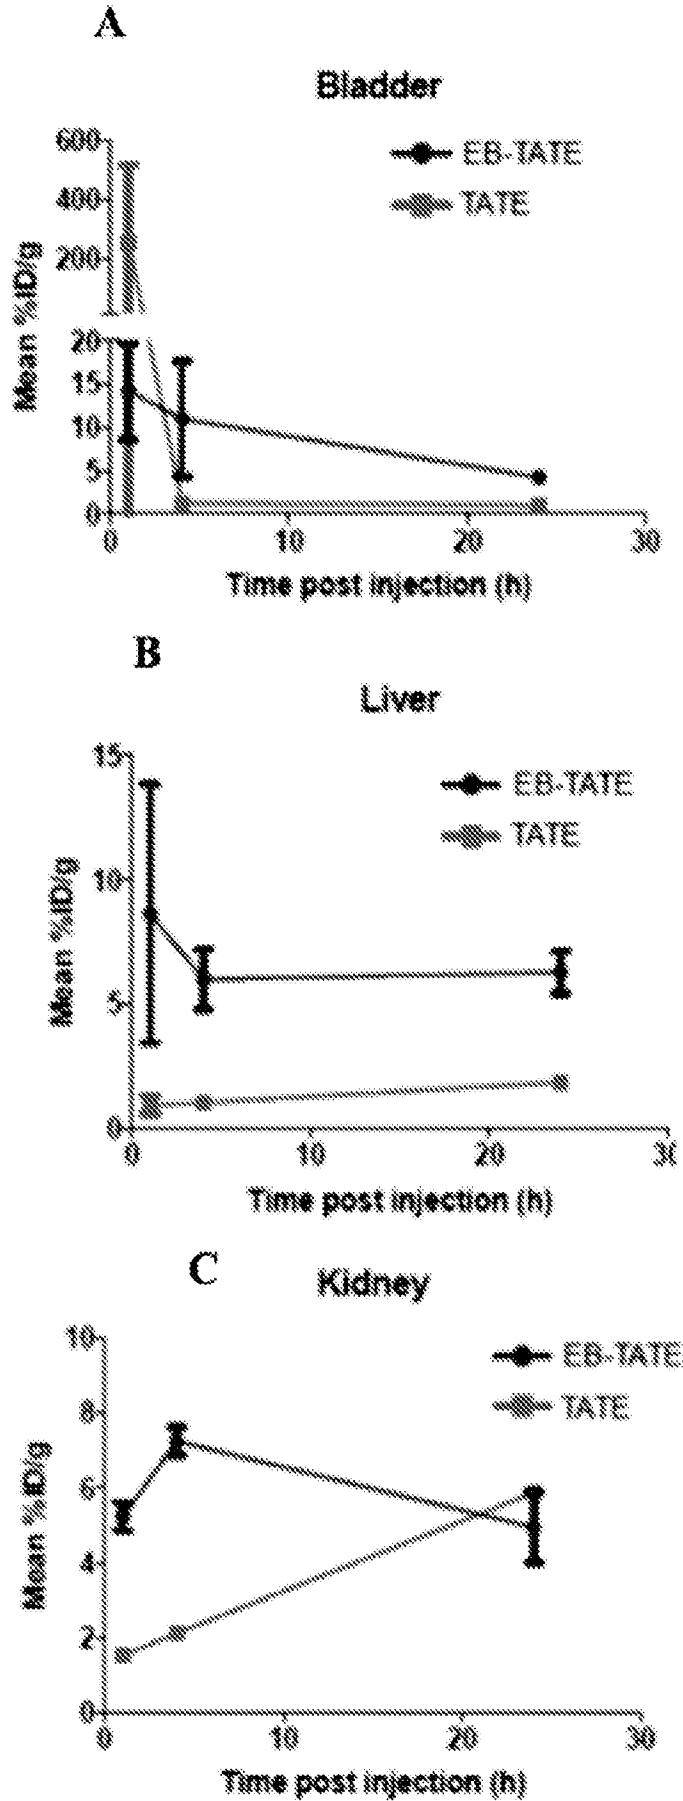 A
Bladder
EB-TATE
TATE
Mean %ID/g
600
400
200
20
15
10
5
0
0 10 20 30
Time post injection (h)
B
Liver
EB-TATE
TATE
Mean %ID/g
15
10
5
0
0 10 20 3(
Time post injection (h)
C
Kidney
EB-TATE
TATE
Mean %ID/g
10
8
6
4
2
0
0 10 20 30
Time post injection (h)